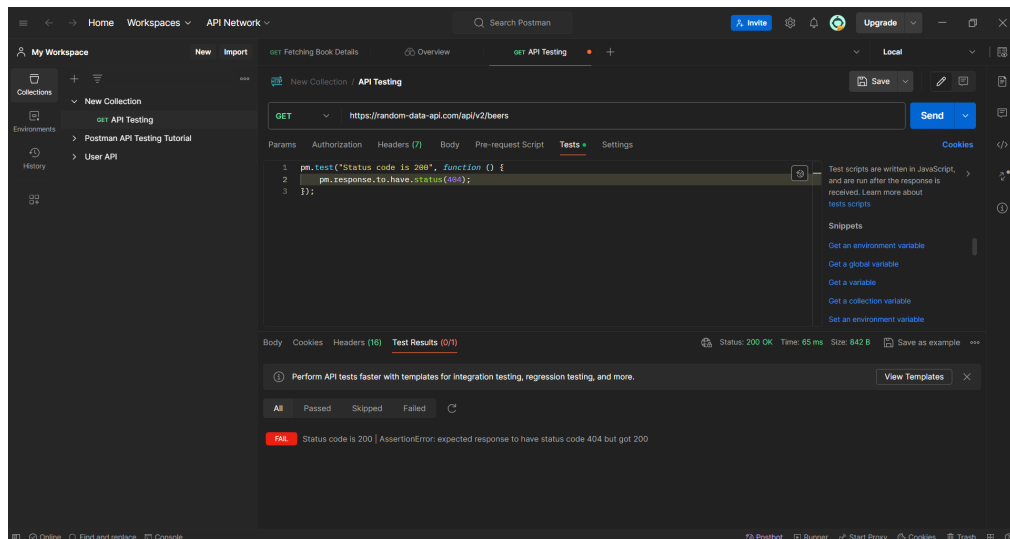 Home Workspaces API Network Search Postman Invite Upgrade
My Workspace New Import GET Fetching Book Details Overview GET API Testing Local
Collections
Environments
History
New Collection
GET API Testing
Postman API Testing Tutorial
User API
HTTP New Collection / API Testing Save
GET https://random-data-api.com/api/v2/beers Send
Params Authorization Headers (7) Body Pre-request Script Tests Settings Cookies
1 pm.test("Status code is 200", function () {
2 pm.response.to.have.status(404);
3 });
Test scripts are written in JavaScript,
and are run after the response is
received. Learn more about
tests scripts
Snippets
Get an environment variable
Get a global variable
Get a variable
Get a collection variable
Set an environment variable
Body Cookies Headers (16) Test Results (0/1) Status: 200 OK Time: 65 ms Size: 842 B Save as example
Perform API tests faster with templates for integration testing, regression testing, and more. View Templates
All Passed Skipped Failed
FAIL Status code is 200 | AssertionError: expected response to have status code 404 but got 200
Online Find and replace Console Postbot Runner Start Proxy Cookies Trash